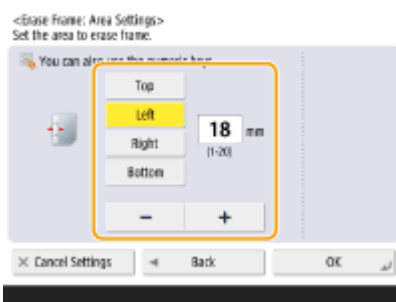 <Erase Frame: Area Settings>
Set the area to erase frame.
You can also use the numeric keys.
Top
Left
Right
Bottom
18 mm
(1-20)
− +
× Cancel Settings
◄ Back
OK